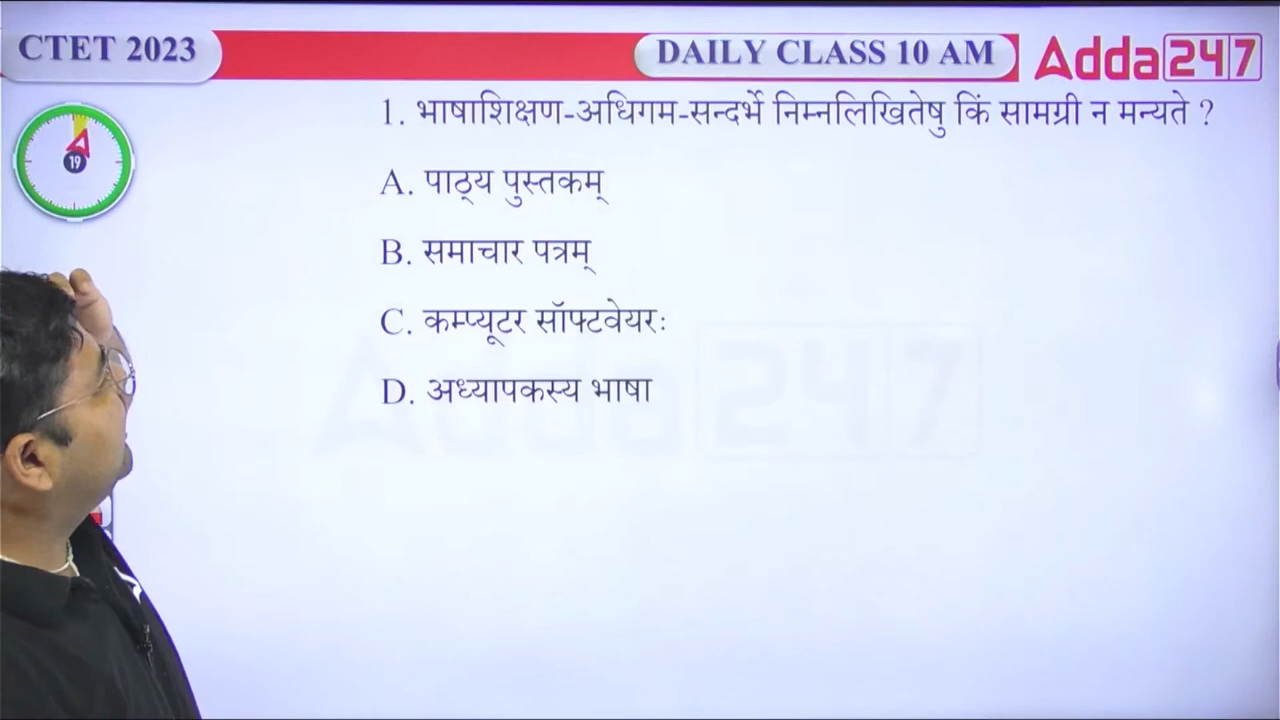 CTET 2023
DAILY CLASS 10 AM
Adda247
19
1. भाषाशिक्षण-अधिगम-सन्दर्भे निम्नलिखितेषु किं सामग्री न मन्यते ?
A. पाठ्य पुस्तकम्
B. समाचार पत्रम्
C. कम्प्यूटर सॉफ्टवेयरः
D. अध्यापकस्य भाषा
Adda247